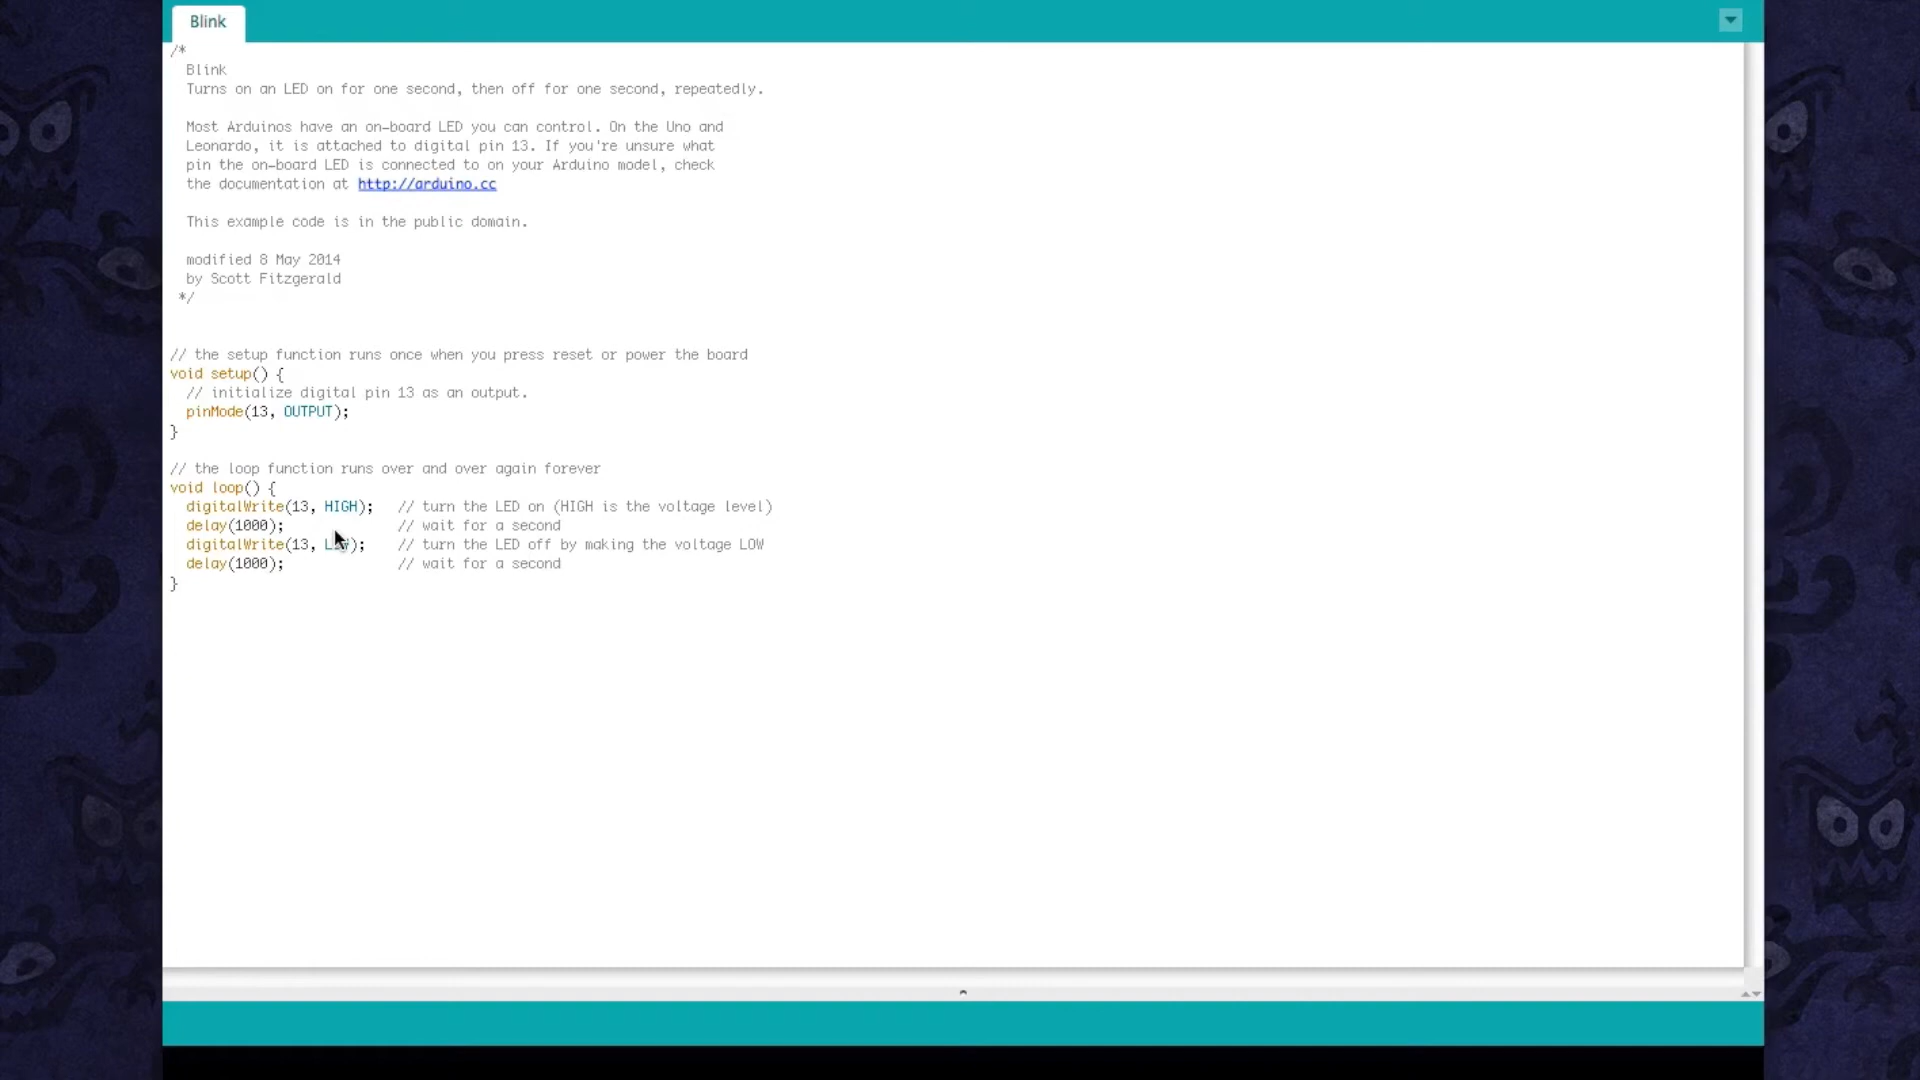 Blink
/*
Blink
Turns on an LED on for one second, then off for one second, repeatedly.
Most Arduinos have an on-board LED you can control. On the Uno and
Leonardo, it is attached to digital pin 13. If you're unsure what
pin the on-board LED is connected to on your Arduino model, check
the documentation at http://arduino.cc
This example code is in the public domain.
modified 8 May 2014
by Scott Fitzgerald
*/
// the setup function runs once when you press reset or power the board
void setup() {
// initialize digital pin 13 as an output.
pinMode(13, OUTPUT);
}
// the loop function runs over and over again forever
void loop() {
digitalWrite(13, HIGH);   // turn the LED on (HIGH is the voltage level)
delay(1000);              // wait for a second
digitalWrite(13, LOW);    // turn the LED off by making the voltage LOW
delay(1000);              // wait for a second
}